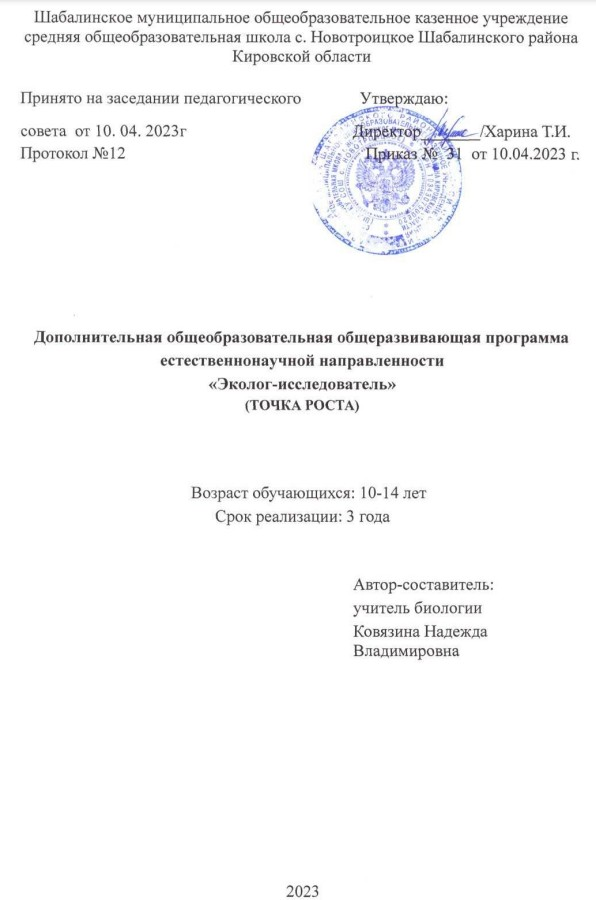 Шабалинское муниципальное общеобразовательное казенное учреждение
средняя общеобразовательная школа с. Новотроицкое Шабалинского района
Кировской области
Принято на заседании педагогического Утверждаю:
совета от 10. 04. 2023г Директор /Харина Т.И.
Протокол №12 Приказ № 31 от 10.04.2023 г.
Дополнительная общеобразовательная общеразвивающая программа
естественнонаучной направленности
«Эколог-исследователь»
(ТОЧКА РОСТА)
Возраст обучающихся: 10-14 лет
Срок реализации: 3 года
Автор-составитель:
учитель биологии
Ковязина Надежда
Владимировна
2023